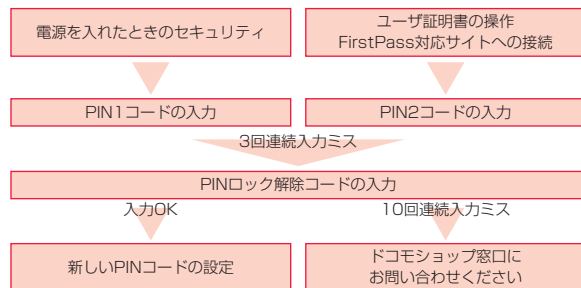 電源を入れたときのセキュリティ
ユーザ証明書の操作
FirstPass対応サイトへの接続
PIN1コードの入力
PIN2コードの入力
3回連続入力ミス
PINロック解除コードの入力
入力OK
10回連続入力ミス
新しいPINコードの設定
ドコモショップ窓口に
お問い合わせください